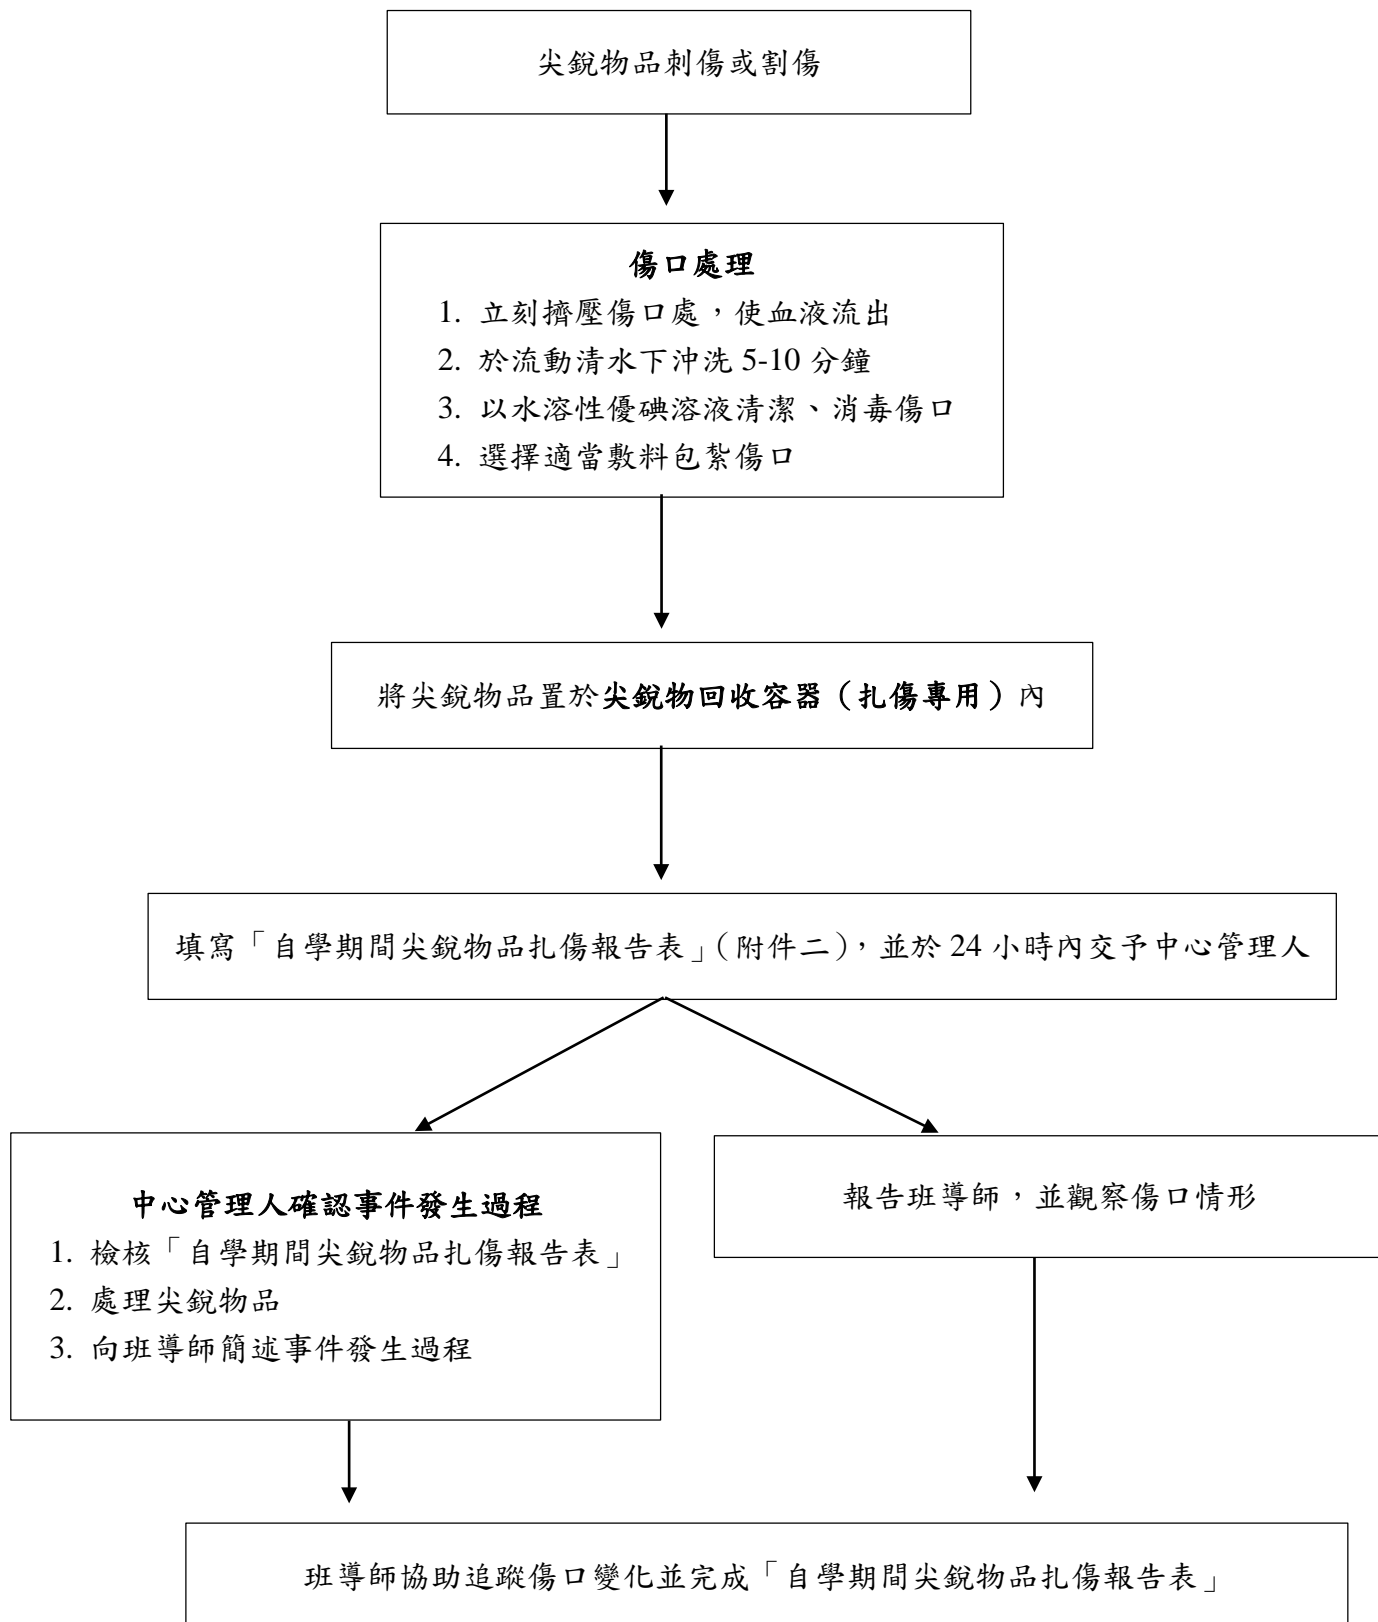 尖銳物品刺傷或割傷
傷口處理
1. 立刻擠壓傷口處，使血液流出
2. 於流動清水下沖洗 5-10 分鐘
3. 以水溶性優碘溶液清潔、消毒傷口
4. 選擇適當敷料包紮傷口
將尖銳物品置於尖銳物回收容器（扎傷專用）內
填寫「自學期間尖銳物品扎傷報告表」（附件二），並於 24 小時內交予中心管理人
中心管理人確認事件發生過程
1. 檢核「自學期間尖銳物品扎傷報告表」
2. 處理尖銳物品
3. 向班導師簡述事件發生過程
報告班導師，並觀察傷口情形
班導師協助追蹤傷口變化並完成「自學期間尖銳物品扎傷報告表」